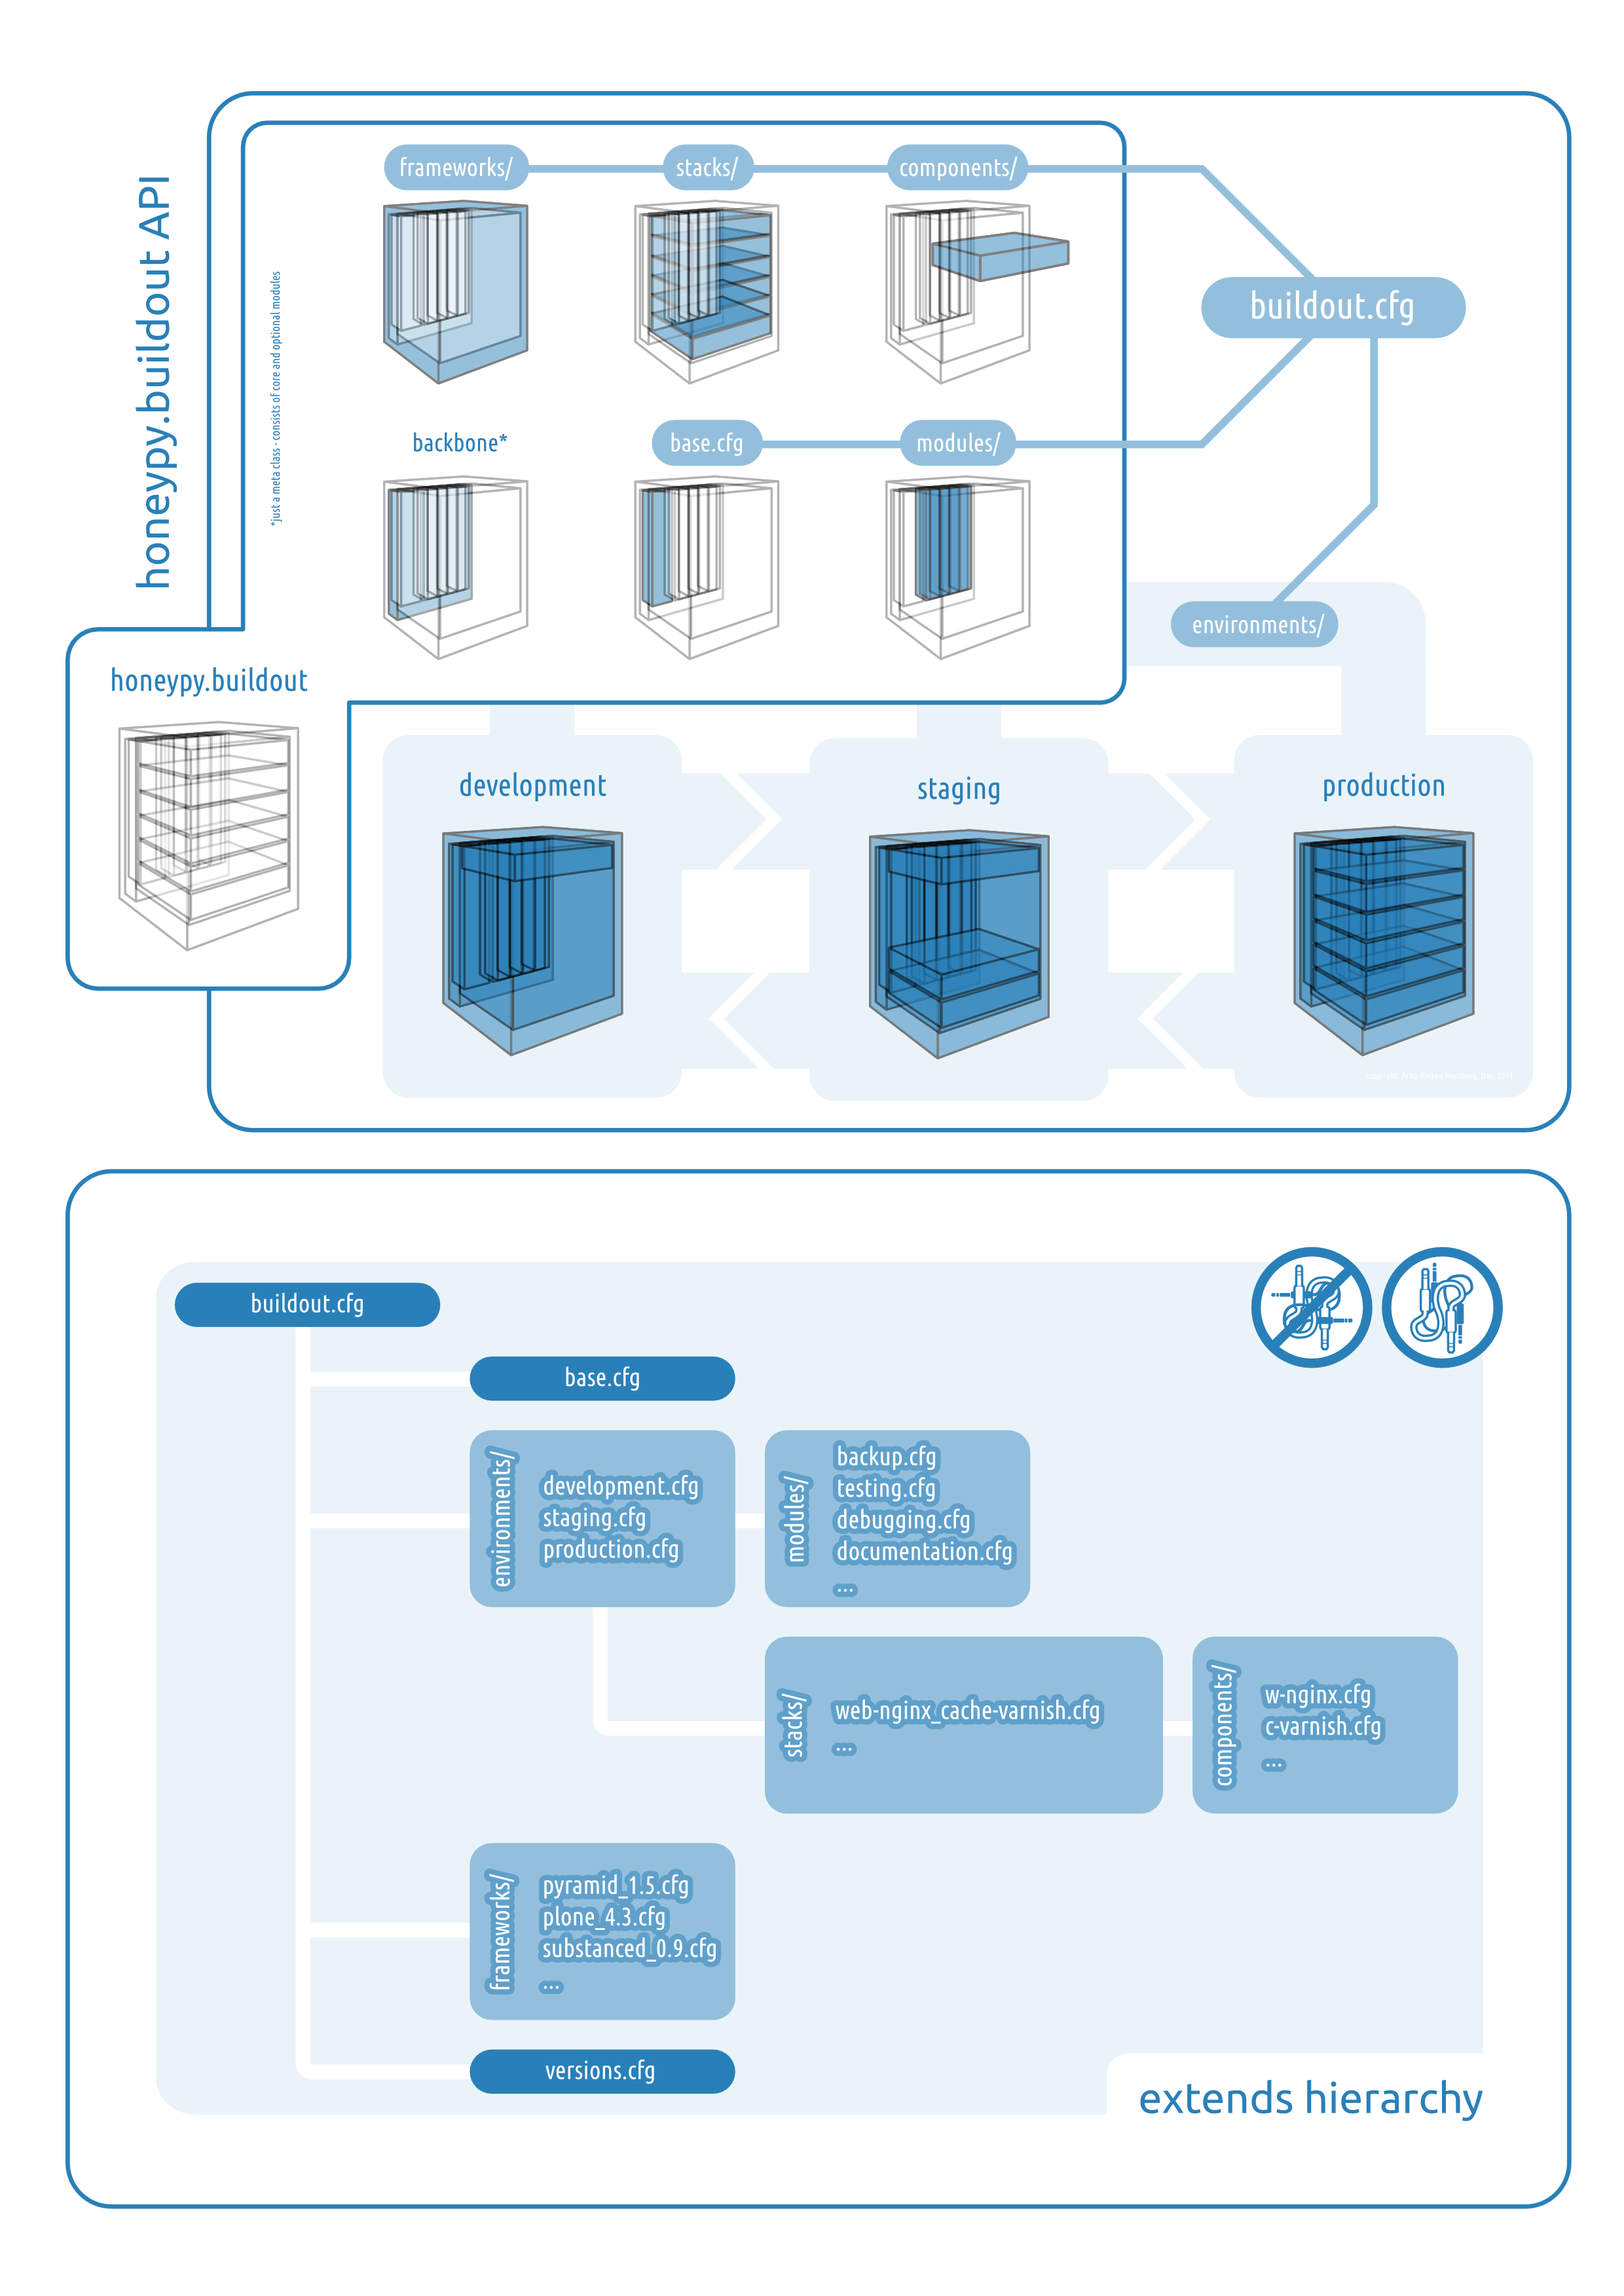 honeypy.buildout API
*just a meta class - consists of core and optional modules
frameworks/
stacks/
components/
buildout.cfg
backbone*
base.cfg
modules/
environments/
honeypy.buildout
development
staging
production
buildout.cfg
base.cfg
environments/
development.cfg
staging.cfg
production.cfg
modules/
backup.cfg
testing.cfg
debugging.cfg
documentation.cfg
...
stacks/
web-nginx_cache-varnish.cfg
...
components/
w-nginx.cfg
c-varnish.cfg
...
frameworks/
pyramid_1.5.cfg
plone_4.3.cfg
substanced_0.9.cfg
...
versions.cfg
extends hierarchy